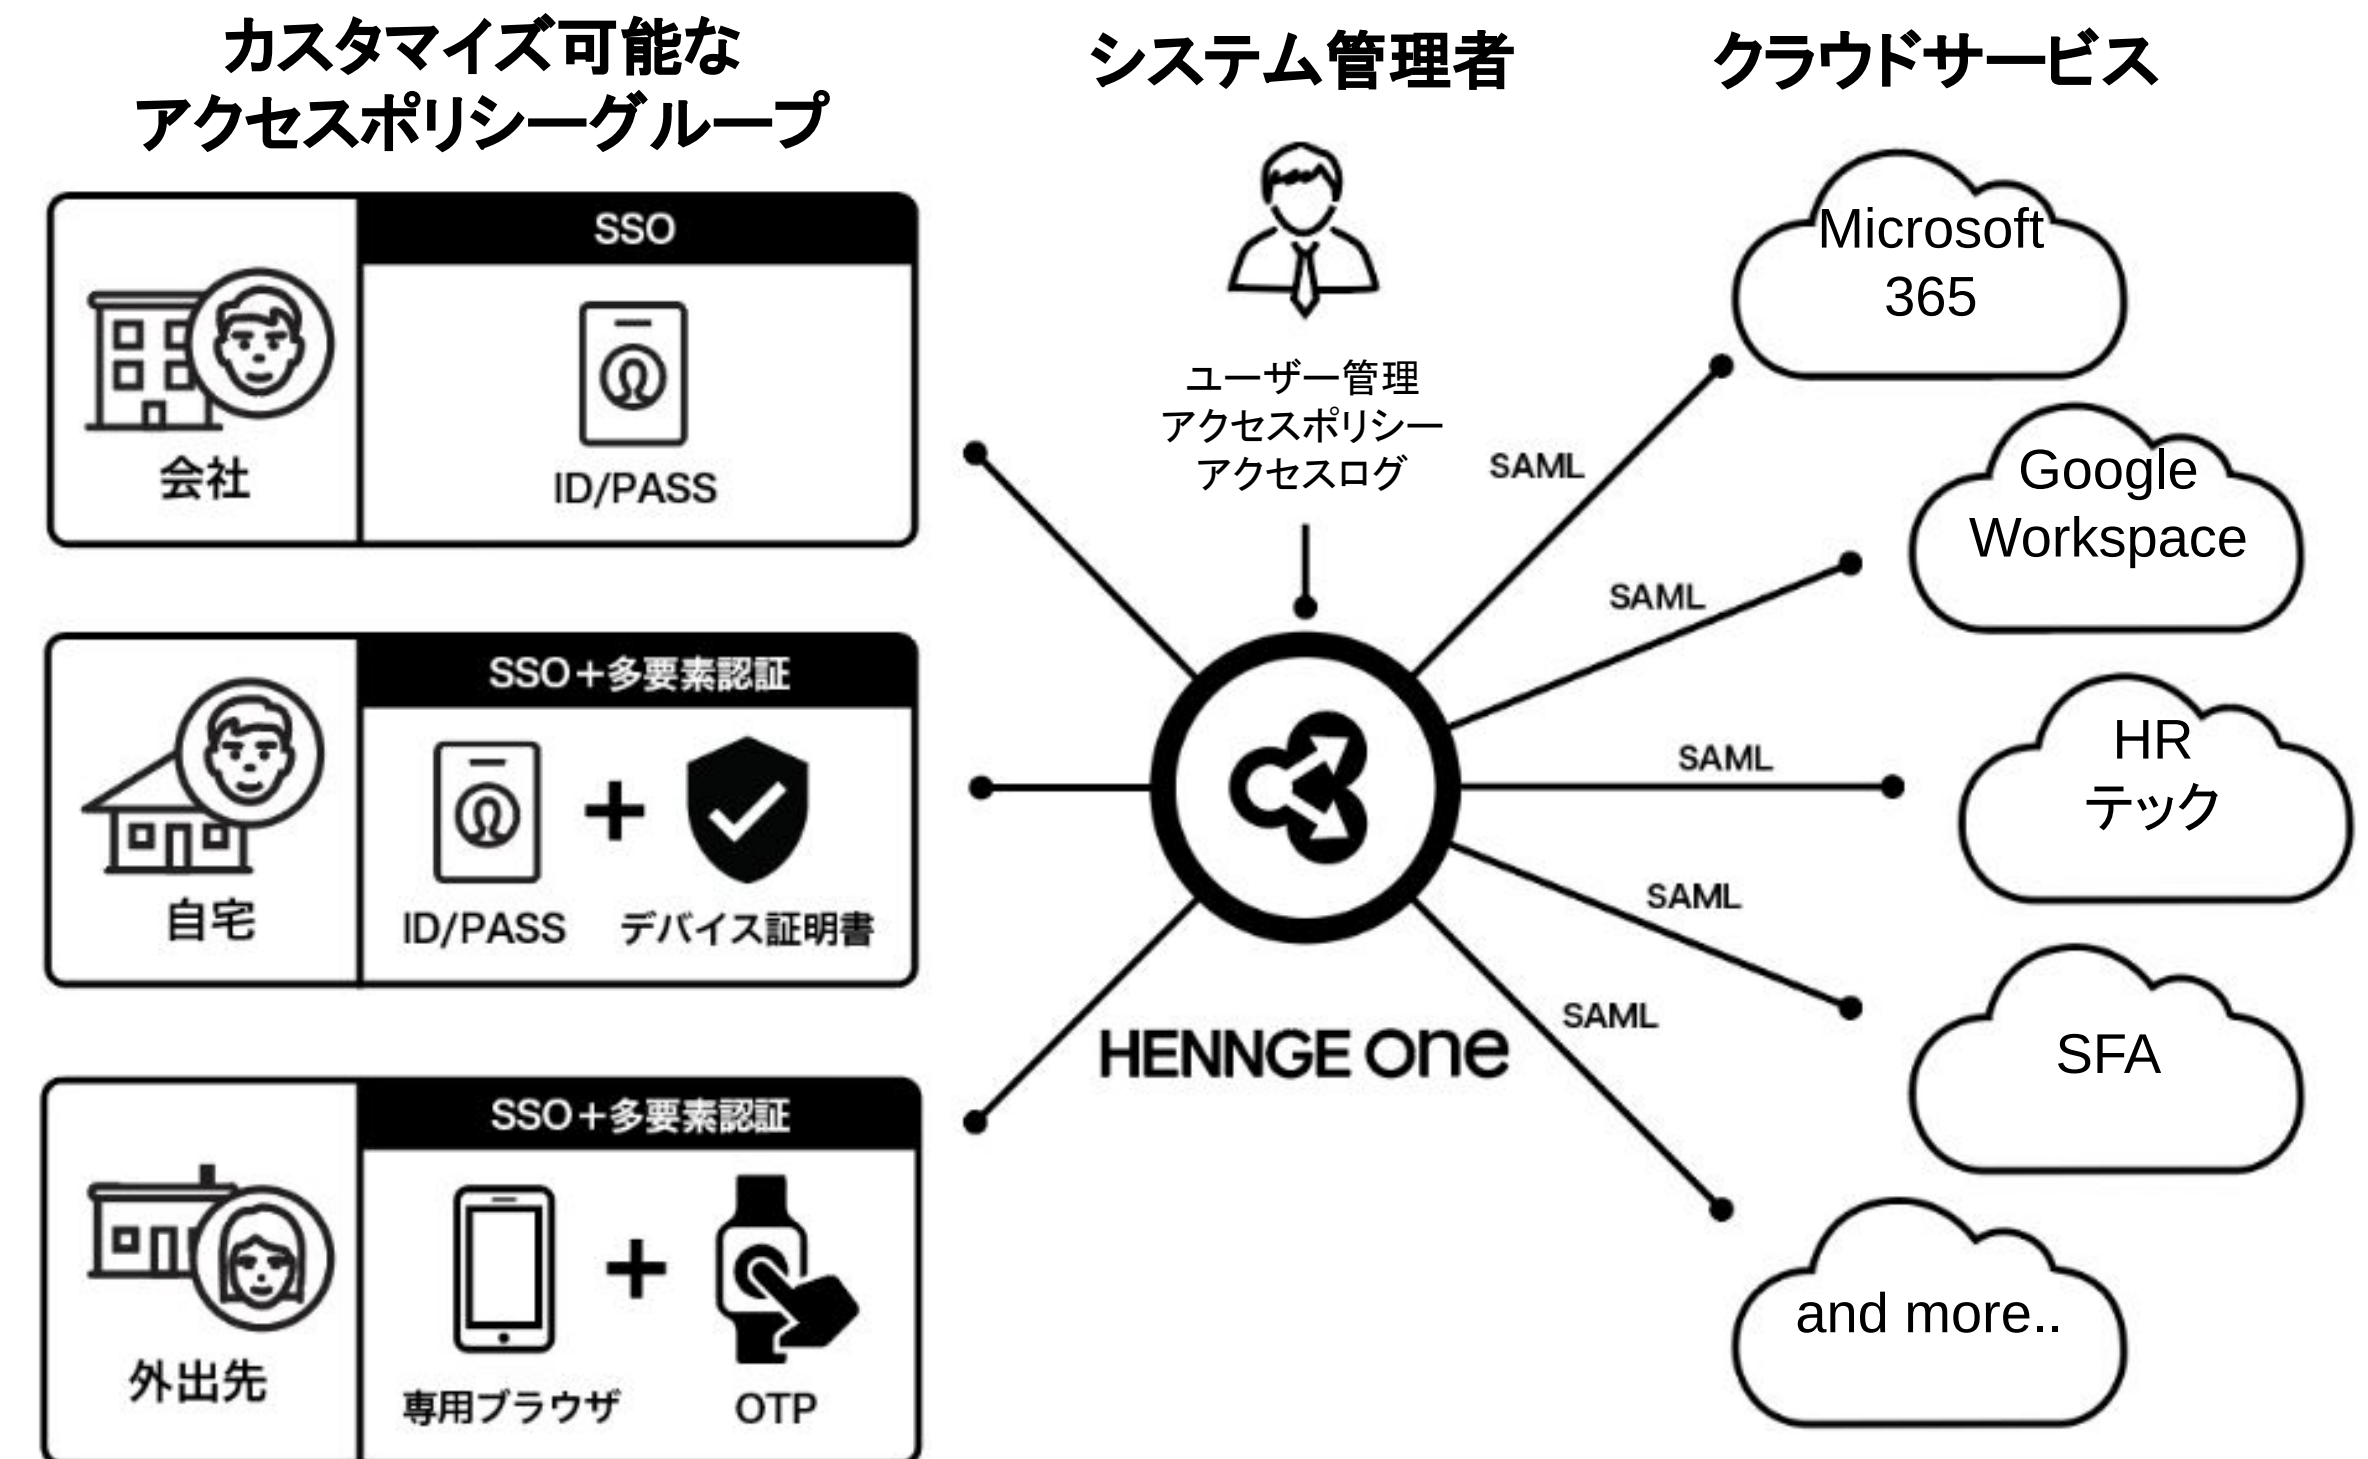 カスタマイズ可能な
アクセスポリシーグループ
SSO
ID/PASS
会社
SSO+多要素認証
ID/PASS
デバイス証明書
自宅
SSO+多要素認証
専用ブラウザ
OTP
外出先
システム管理者
ユーザー管理
アクセスポリシー
アクセスログ
HENNGE one
クラウドサービス
SAML
Microsoft
365
SAML
Google
Workspace
SAML
HR
テック
SAML
SFA
SAML
and more..